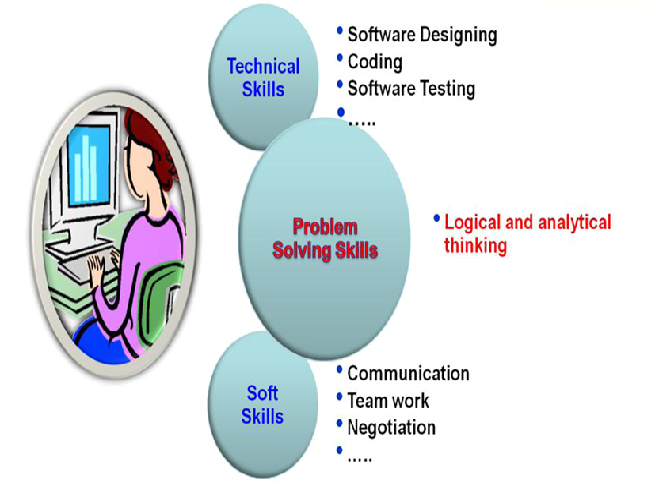 Technical
Skills
• Software Designing
• Coding
• Software Testing
• .....
Problem
Solving Skills
• Logical and analytical
thinking
Soft
Skills
• Communication
• Team work
• Negotiation
• .....